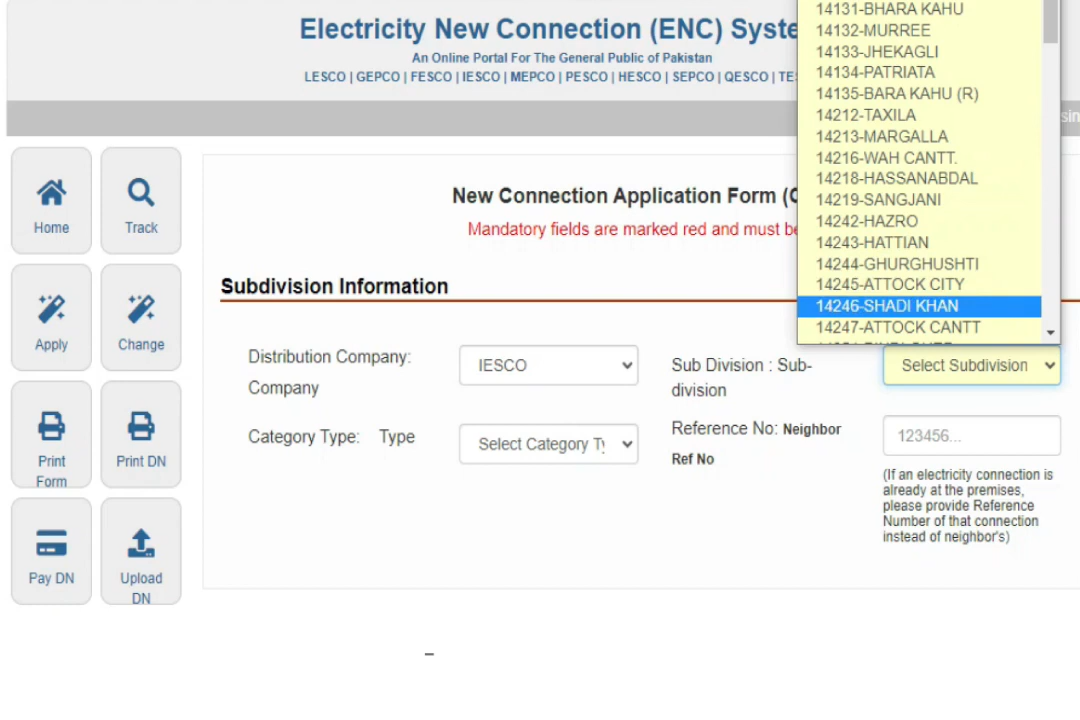 Electricity New Connection (ENC) Syste
An Online Portal For The General Public of Pakistan
LESCO | GEPCO | FESCO | IESCO | MEPCO | PESCO | HESCO | SEPCO | QESCO | TES
14131-BHARA KAHU
14132-MURREE
14133-JHEKAGLI
14134-PATRIATA
14135-BARA KAHU (R)
14212-TAXILA
14213-MARGALLA
14216-WAH CANTT.
14218-HASSANABDAL
14219-SANGJANI
14242-HAZRO
14243-HATTIAN
14244-GHURGHUSHTI
14245-ATTOCK CITY
14246-SHADI KHAN
14247-ATTOCK CANTT
Home
Track
Apply
Change
Print Form
Print DN
Pay DN
Upload DN
New Connection Application Form (
Mandatory fields are marked red and must be
Subdivision Information
Distribution Company:
Company
IESCO
Sub Division : Sub-
division
Select Subdivision
Category Type: Type
Select Category Ty
Reference No: Neighbor
Ref No
123456...
(If an electricity connection is
already at the premises,
please provide Reference
Number of that connection
instead of neighbor's)